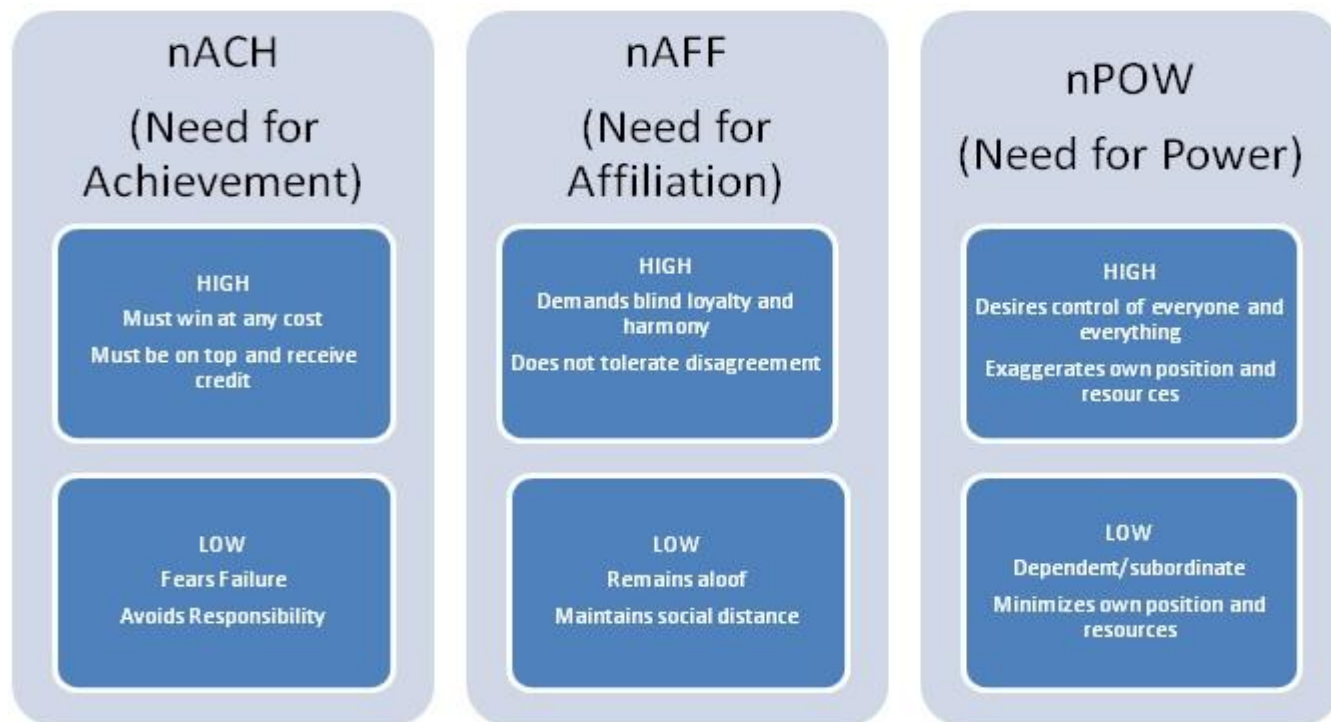 nACH
(Need for
Achievement)
HIGH
Must win at any cost
Must be on top and receive
credit
LOW
Fears Failure
Avoids Responsibility
nAFF
(Need for
Affiliation)
HIGH
Demands blind loyalty and
harmony
Does not tolerate disagreement
LOW
Remains aloof
Maintains social distance
nPOW
(Need for Power)
HIGH
Desires control of everyone and
everything
Exaggerates own position and
resources
LOW
Dependent/subordinate
Minimizes own position and
resources